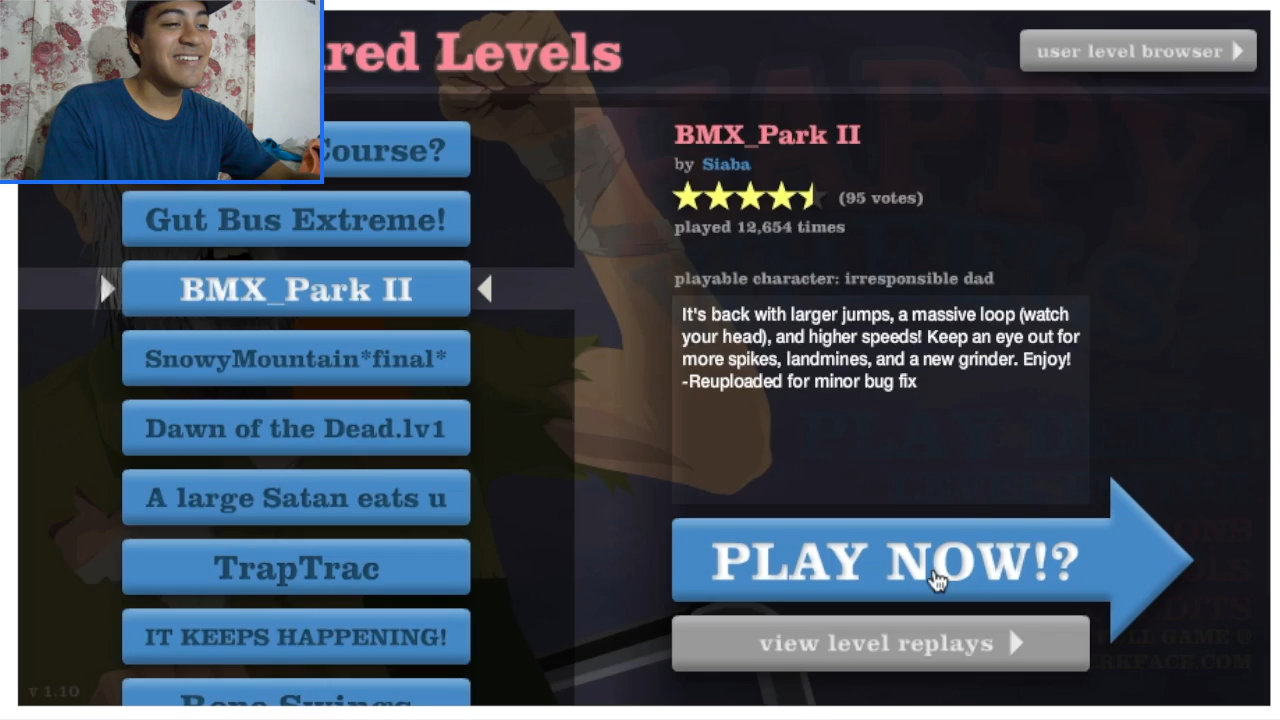 red Levels
user level browser
Course?
Gut Bus Extreme!
BMX_Park II
SnowyMountain*final*
Dawn of the Dead.lv1
A large Satan eats u
TrapTrac
IT KEEPS HAPPENING!
Rope Swings
v 1.10
BMX_Park II
by Siaba
(95 votes)
played 12,654 times
playable character: irresponsible dad
It's back with larger jumps, a massive loop (watch
your head), and higher speeds! Keep an eye out for
more spikes, landmines, and a new grinder. Enjoy!
-Reuploaded for minor bug fix
PLAY NOW!?
view level replays